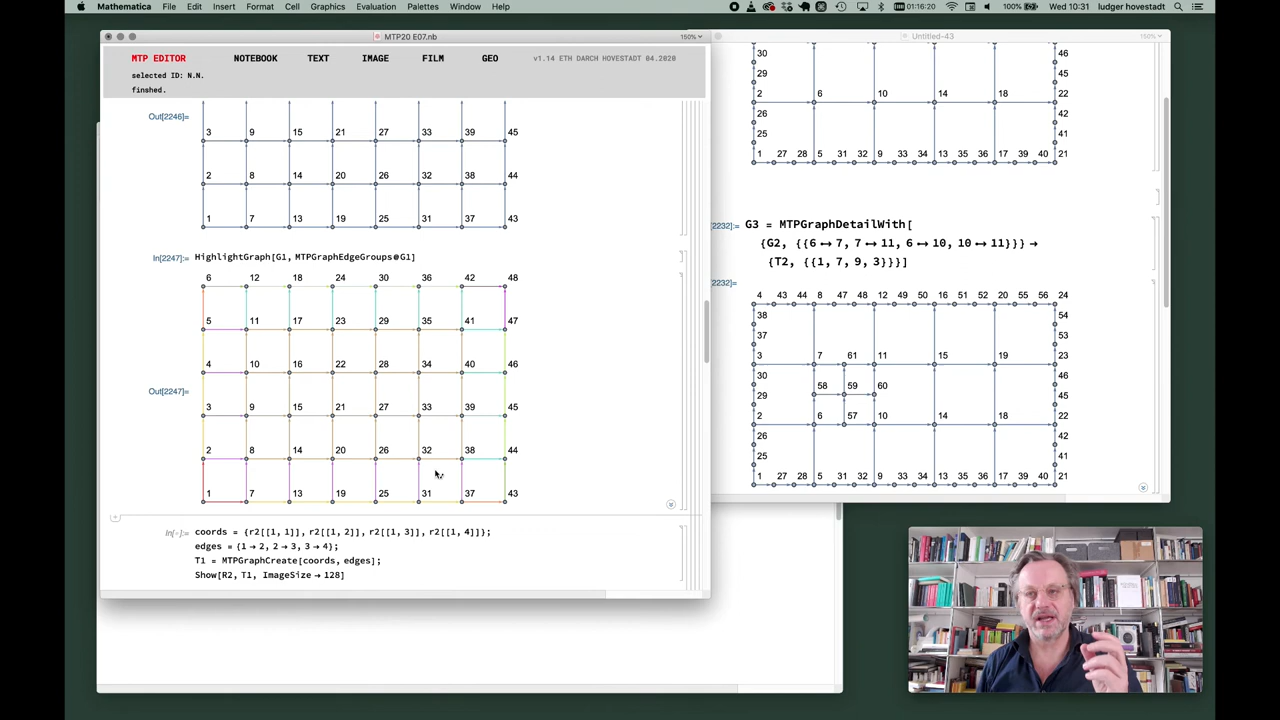 Mathematica File Edit Insert Format Cell Graphics Evaluation Palettes Window Help
01:16:20 100% Wed 10:31 ludger hovestadt
MTP20 E07.nb 150%
MTP EDITOR NOTEBOOK TEXT IMAGE FILM GEO v1.14 ETH DARCH HOVESTADT 04.2020
selected ID: N.N.
finshed.
Out[2246]=
3 9 15 21 27 33 39 45
2 8 14 20 26 32 38 44
1 7 13 19 25 31 37 43
In[2247]:= HighlightGraph[G1, MTPGraphEdgeGroups@G1]
6 12 18 24 30 36 42 48
5 11 17 23 29 35 41 47
4 10 16 22 28 34 40 46
Out[2247]=
3 9 15 21 27 33 39 45
2 8 14 20 26 32 38 44
1 7 13 19 25 31 37 43
In[•]:= coords = {r2[[1, 1]], r2[[1, 2]], r2[[1, 3]], r2[[1, 4]]};
edges = {1→2, 2→3, 3→4};
T1 = MTPGraphCreate[coords, edges];
Show[R2, T1, ImageSize→128]
Untitled-43 150%
30 46
29 45
2 6 10 14 18 22
26 42
25 41
1 27 28 5 31 32 9 33 34 13 35 36 17 39 40 21
[2232]:= G3 = MTPGraphDetailWith[
{G2, {{6↔7, 7↔11, 6↔10, 10↔11}}} →
{T2, {{1, 7, 9, 3}}}]
[2232]=
4 43 44 8 47 48 12 49 50 16 51 52 20 55 56 24
38 54
37 53
3 7 61 11 15 19 23
30 46
58 59 60
29 45
2 6 57 10 14 18 22
26 42
25 41
1 27 28 5 31 32 9 33 34 13 35 36 17 39 40 21